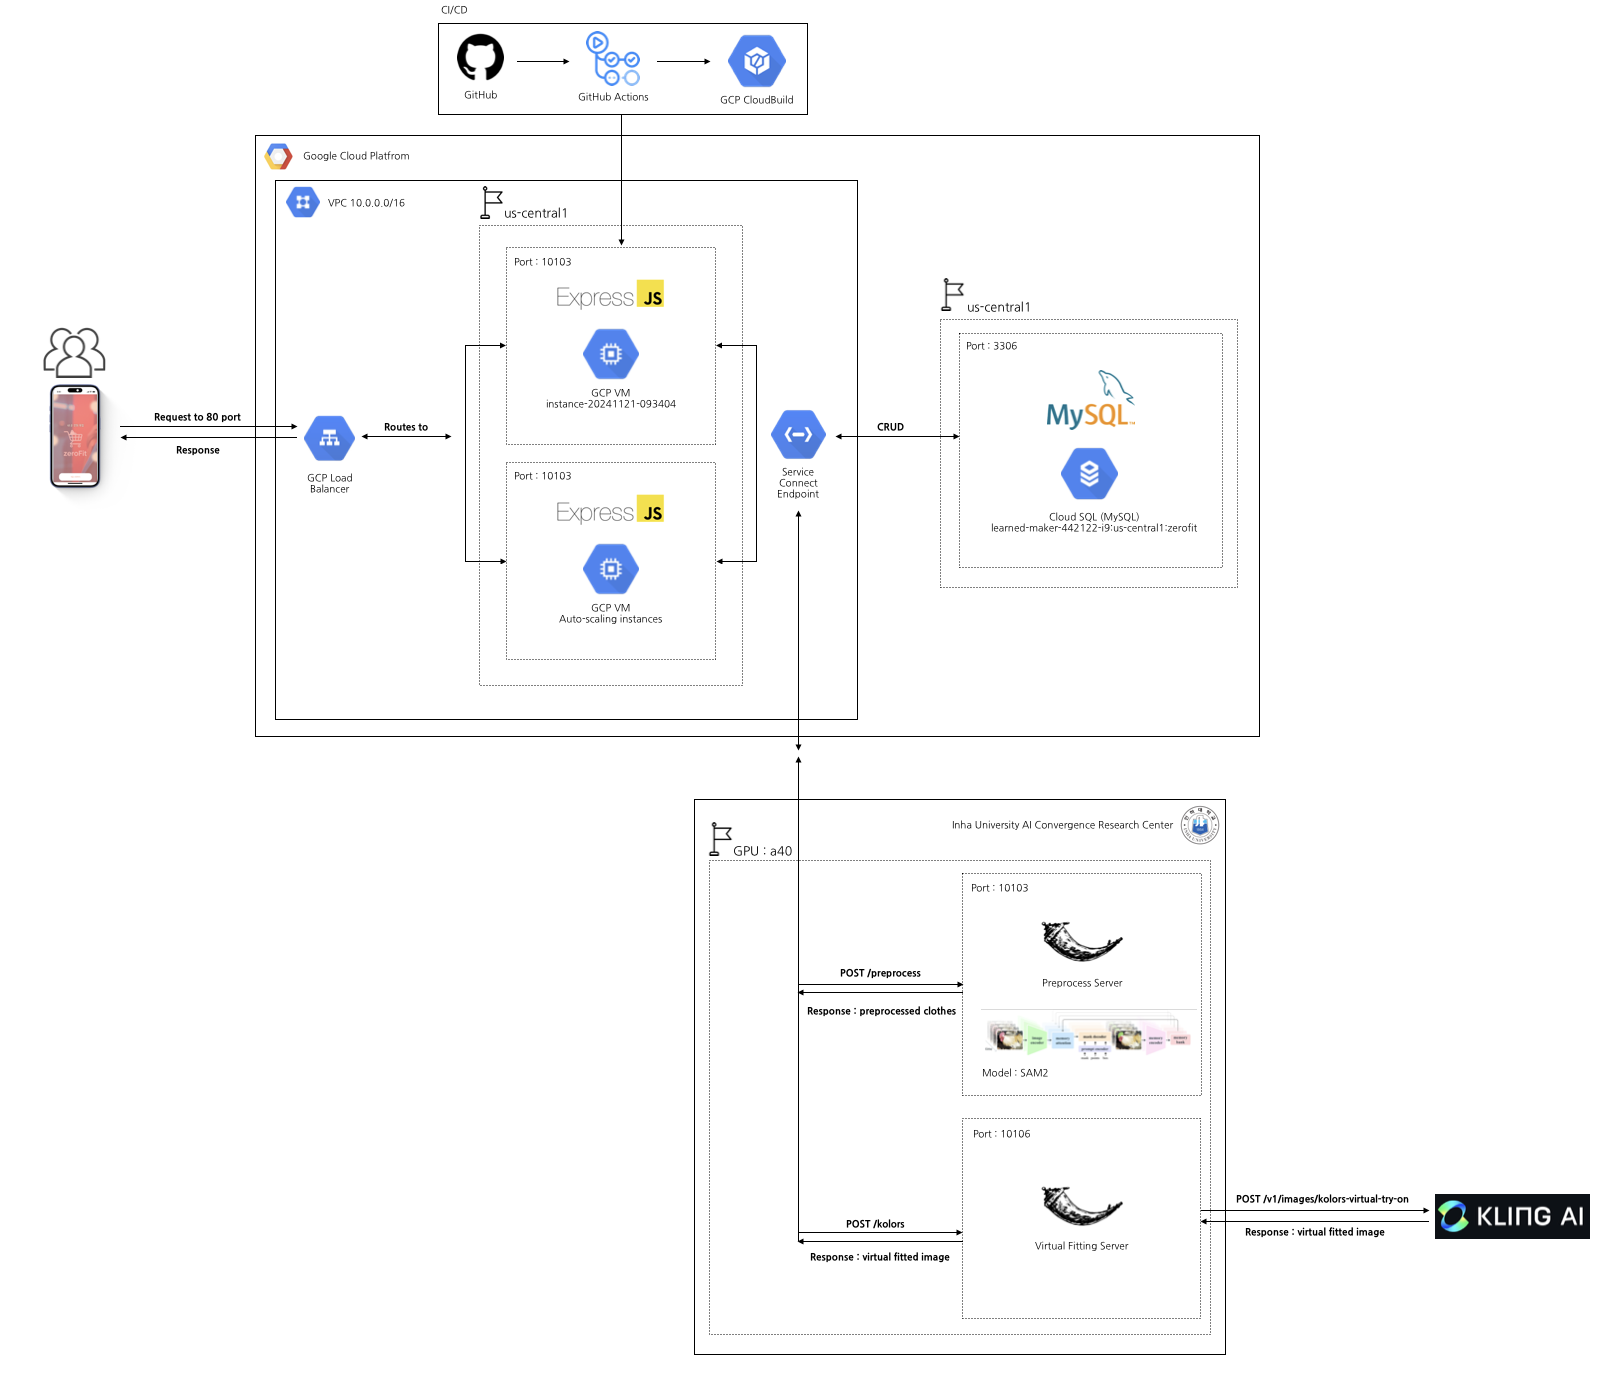 CI/CD
GitHub
GitHub Actions
GCP CloudBuild
Google Cloud Platfrom
VPC 10.0.0.0/16
us-central1
Port : 10103
Express JS
GCP VM
instance-20241121-093404
Port : 10103
Express JS
GCP VM
Auto-scaling instances
zeroFit
Request to 80 port
Response
GCP Load
Balancer
Routes to
Service
Connect
Endpoint
CRUD
us-central1
Port : 3306
MySQL
Cloud SQL (MySQL)
learned-maker-442122-i9:us-central1:zerofit
Inha University AI Convergence Research Center
GPU : a40
Port : 10103
Preprocess Server
POST /preprocess
Response : preprocessed clothes
Model : SAM2
Port : 10106
Virtual Fitting Server
POST /kolors
Response : virtual fitted image
POST /v1/images/kolors-virtual-try-on
Response : virtual fitted image
KLING AI